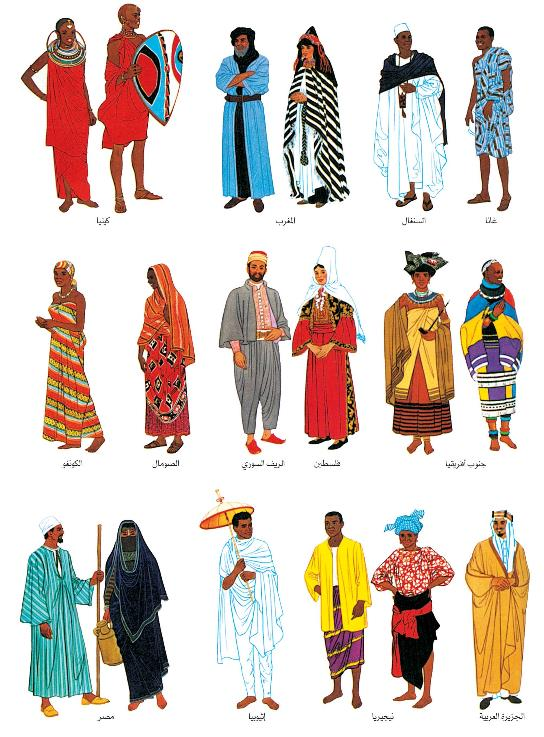 غانا
السنغال
المغرب
كينيا
جنوب أفريقيا
فلسطين
الريف السوري
الصومال
الكونغو
الجزيرة العربية
نيجيريا
إثيوبيا
مصر